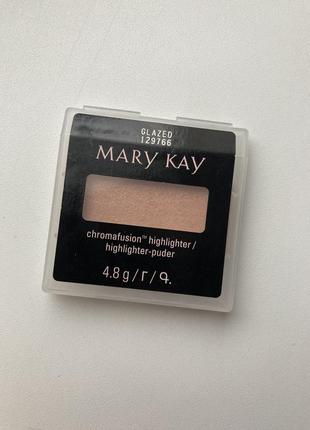 GLAZED
129766
MARY KAY
chromafusion™ highlighter/
highlighter-puder
4.8 g/г/գ.